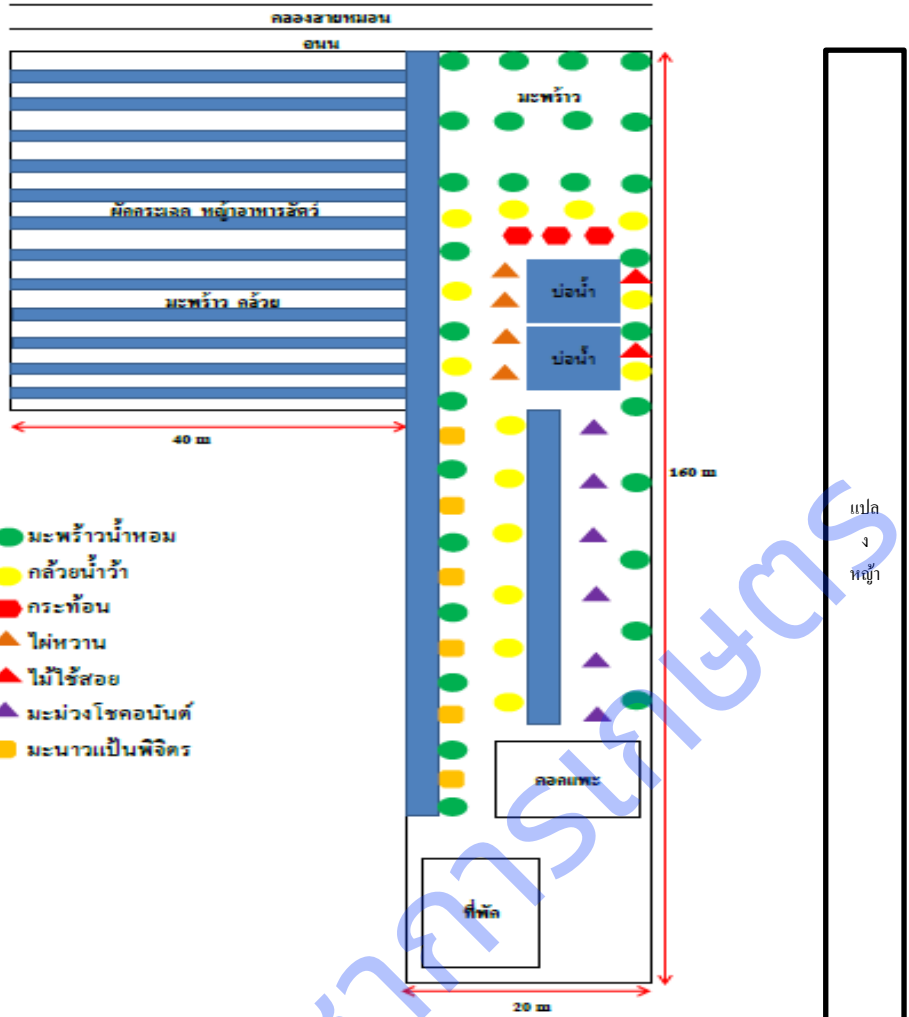 คลองสายหมอน
ถนน
มะพร้าว
ผักกระเฉด หญ้าอาหารสัตว์
บ่อน้ำ
มะพร้าว กล้วย
บ่อน้ำ
40 m
160 m
แปล
ง
หญ้า
มะพร้าวน้ำหอม
กล้วยน้ำว้า
กระท้อน
ไผ่หวาน
ไม้ใช้สอย
มะม่วงโชคอนันต์
มะนาวแป้นพิจิตร
คอกแพะ
ที่พัก
20 m